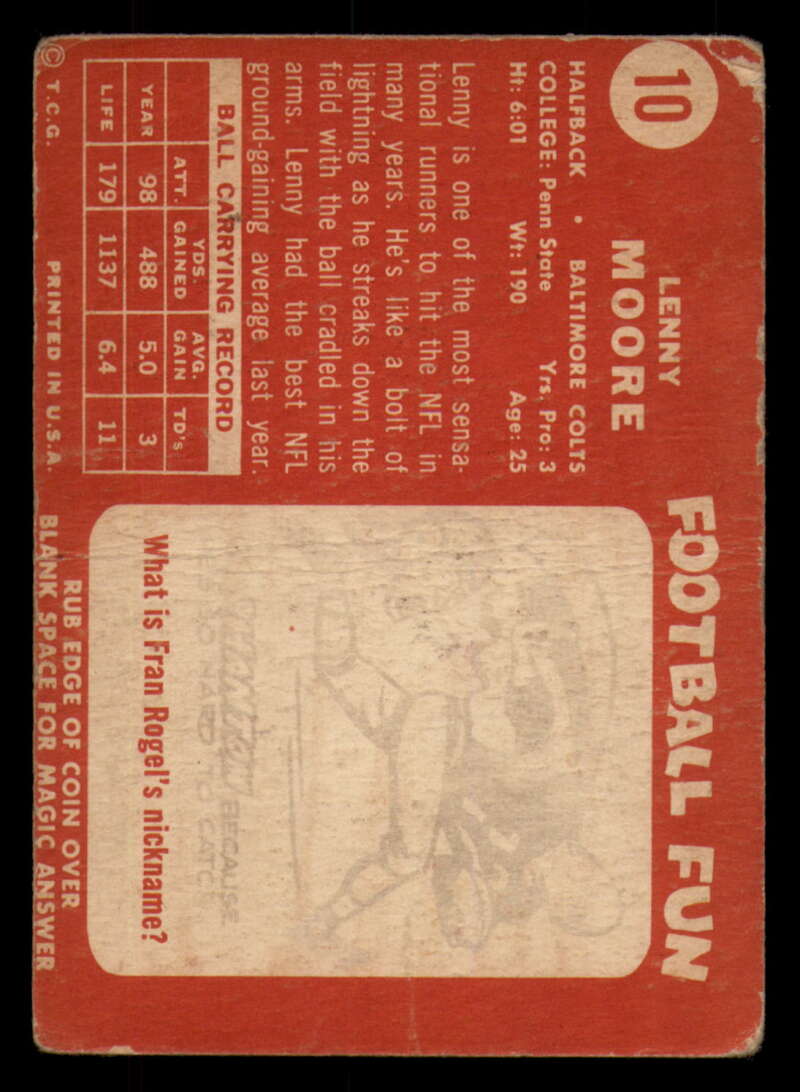 10
LENNY
MOORE
HALFBACK • BALTIMORE COLTS
COLLEGE: Penn State Yrs. Pro: 3
Ht: 6:01 Wt: 190 Age: 25
Lenny is one of the most sensa-
tional runners to hit the NFL in
many years. He's like a bolt of
lightning as he streaks down the
field with the ball cradled in his
arms. Lenny had the best NFL
ground-gaining average last year.
BALL CARRYING RECORD
ATT. YDS. GAINED AVG. GAIN TD's
YEAR 98 488 5.0 3
LIFE 179 1137 6.4 11
© T.C.G. PRINTED IN U.S.A.
FOOTBALL FUN
BECAUSE
TO CATCH
What is Fran Rogel's nickname?
RUB EDGE OF COIN OVER
BLANK SPACE FOR MAGIC ANSWER